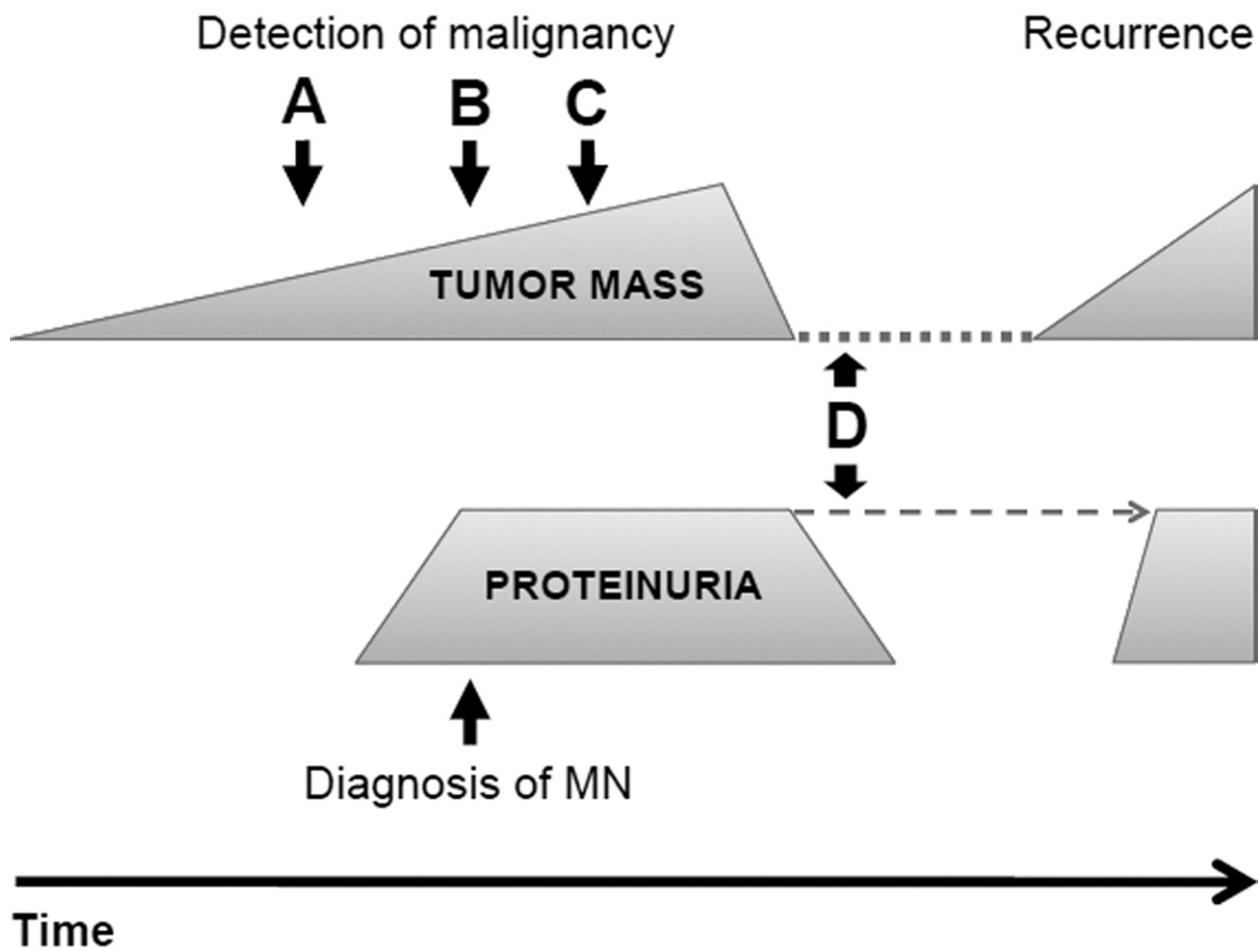 Detection of malignancy
Recurrence
A
B
C
TUMOR MASS
D
PROTEINURIA
Diagnosis of MN
Time